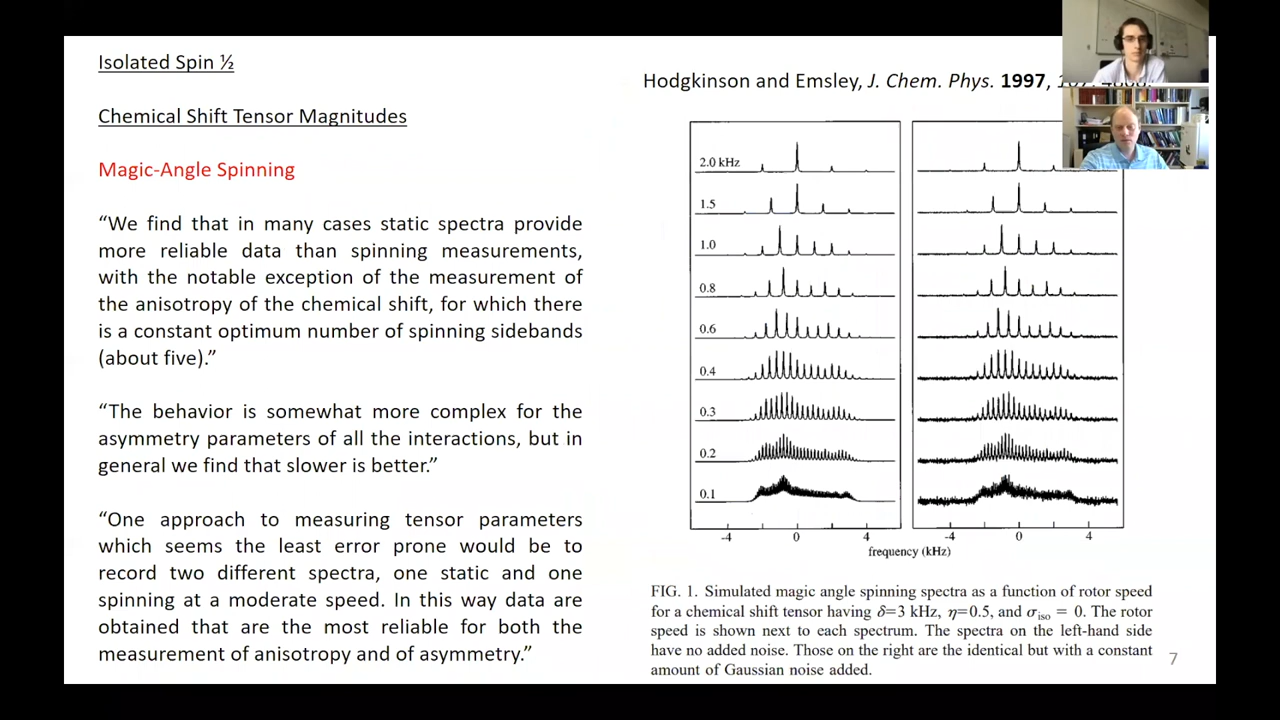 Isolated Spin ½
Chemical Shift Tensor Magnitudes
Magic-Angle Spinning
“We find that in many cases static spectra provide
more reliable data than spinning measurements,
with the notable exception of the measurement of
the anisotropy of the chemical shift, for which there
is a constant optimum number of spinning sidebands
(about five).”
“The behavior is somewhat more complex for the
asymmetry parameters of all the interactions, but in
general we find that slower is better.”
“One approach to measuring tensor parameters
which seems the least error prone would be to
record two different spectra, one static and one
spinning at a moderate speed. In this way data are
obtained that are the most reliable for both the
measurement of anisotropy and of asymmetry.”
Hodgkinson and Emsley, J. Chem. Phys. 1997,
2.0 kHz
1.5
1.0
0.8
0.6
0.4
0.3
0.2
0.1
-4 0 4 -4 0 4
frequency (kHz)
FIG. 1. Simulated magic angle spinning spectra as a function of rotor speed
for a chemical shift tensor having δ=3 kHz, η=0.5, and σiso = 0. The rotor
speed is shown next to each spectrum. The spectra on the left-hand side
have no added noise. Those on the right are the identical but with a constant
amount of Gaussian noise added.
7